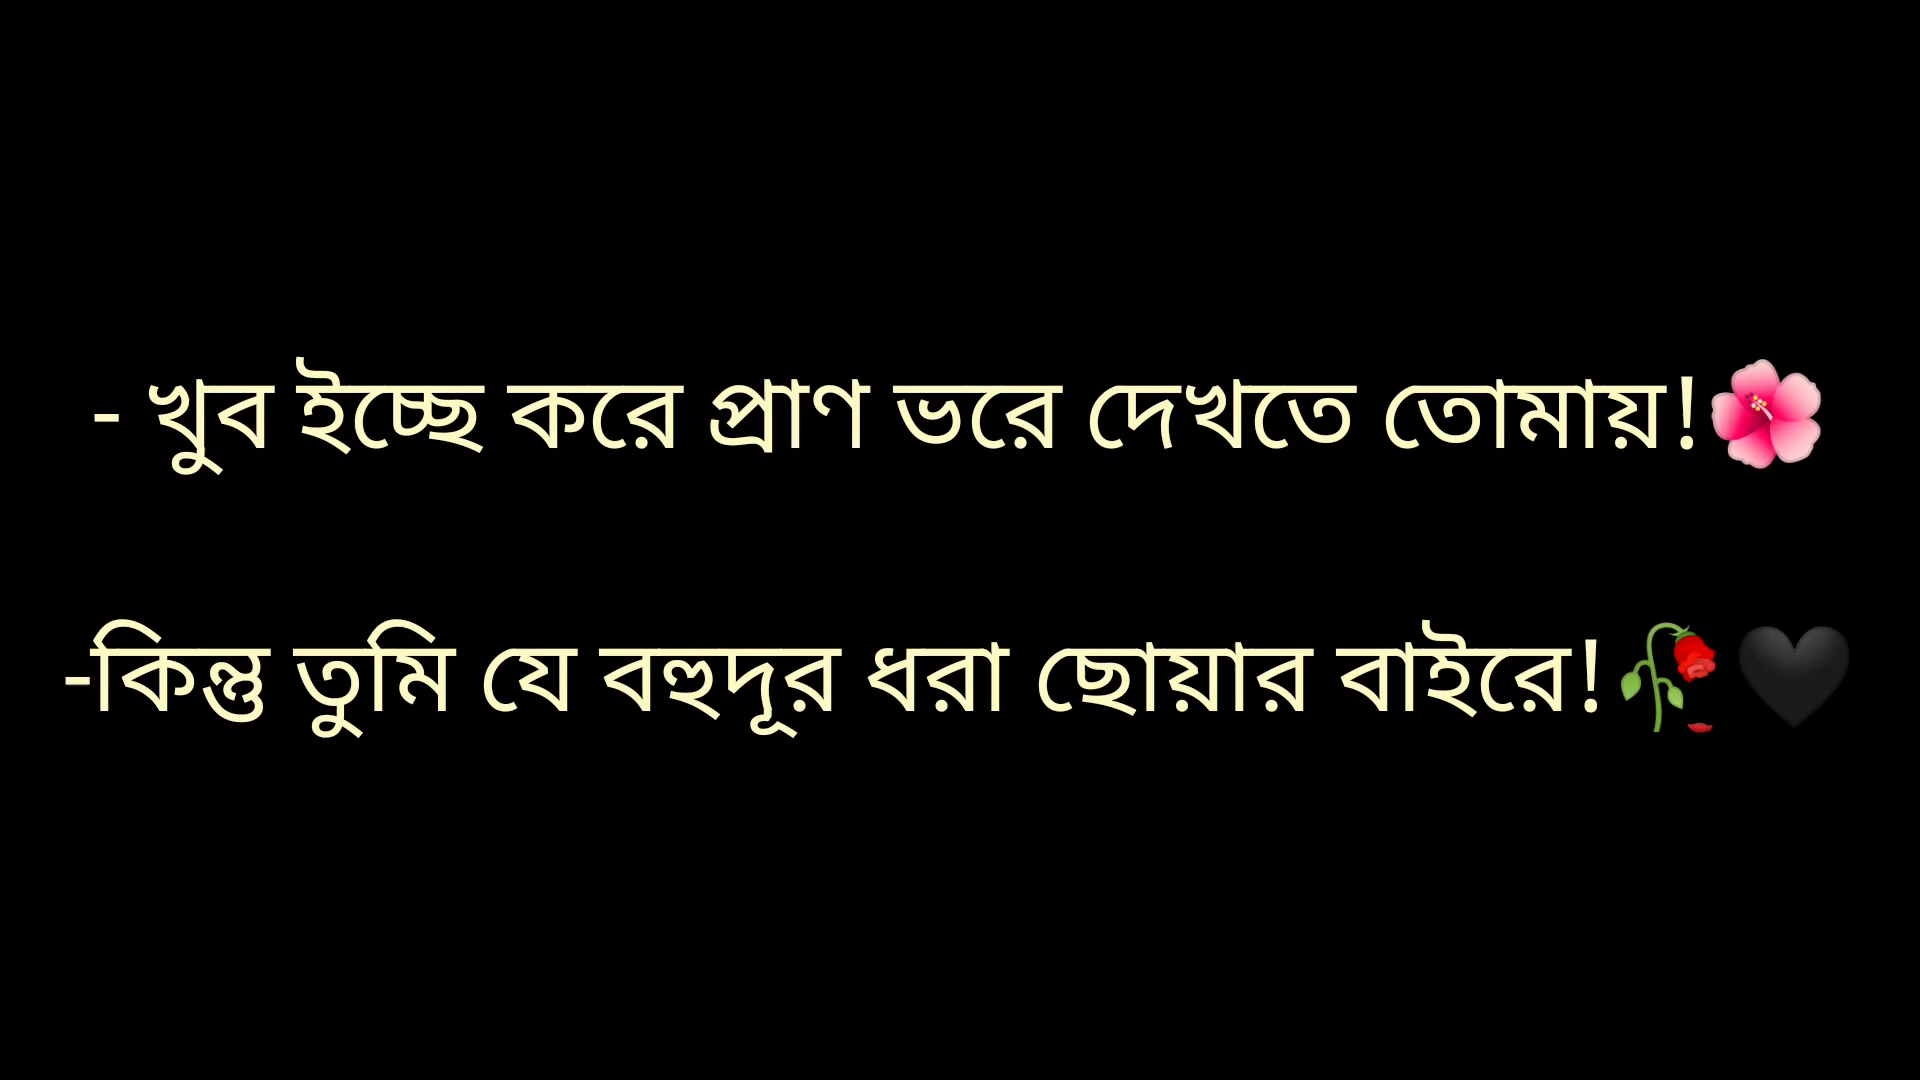 - খুব ইচ্ছে করে প্রাণ ভরে দেখতে তোমায়!🌺
-কিন্তু তুমি যে বহুদূর ধরা ছোয়ার বাইরে!🥀🖤